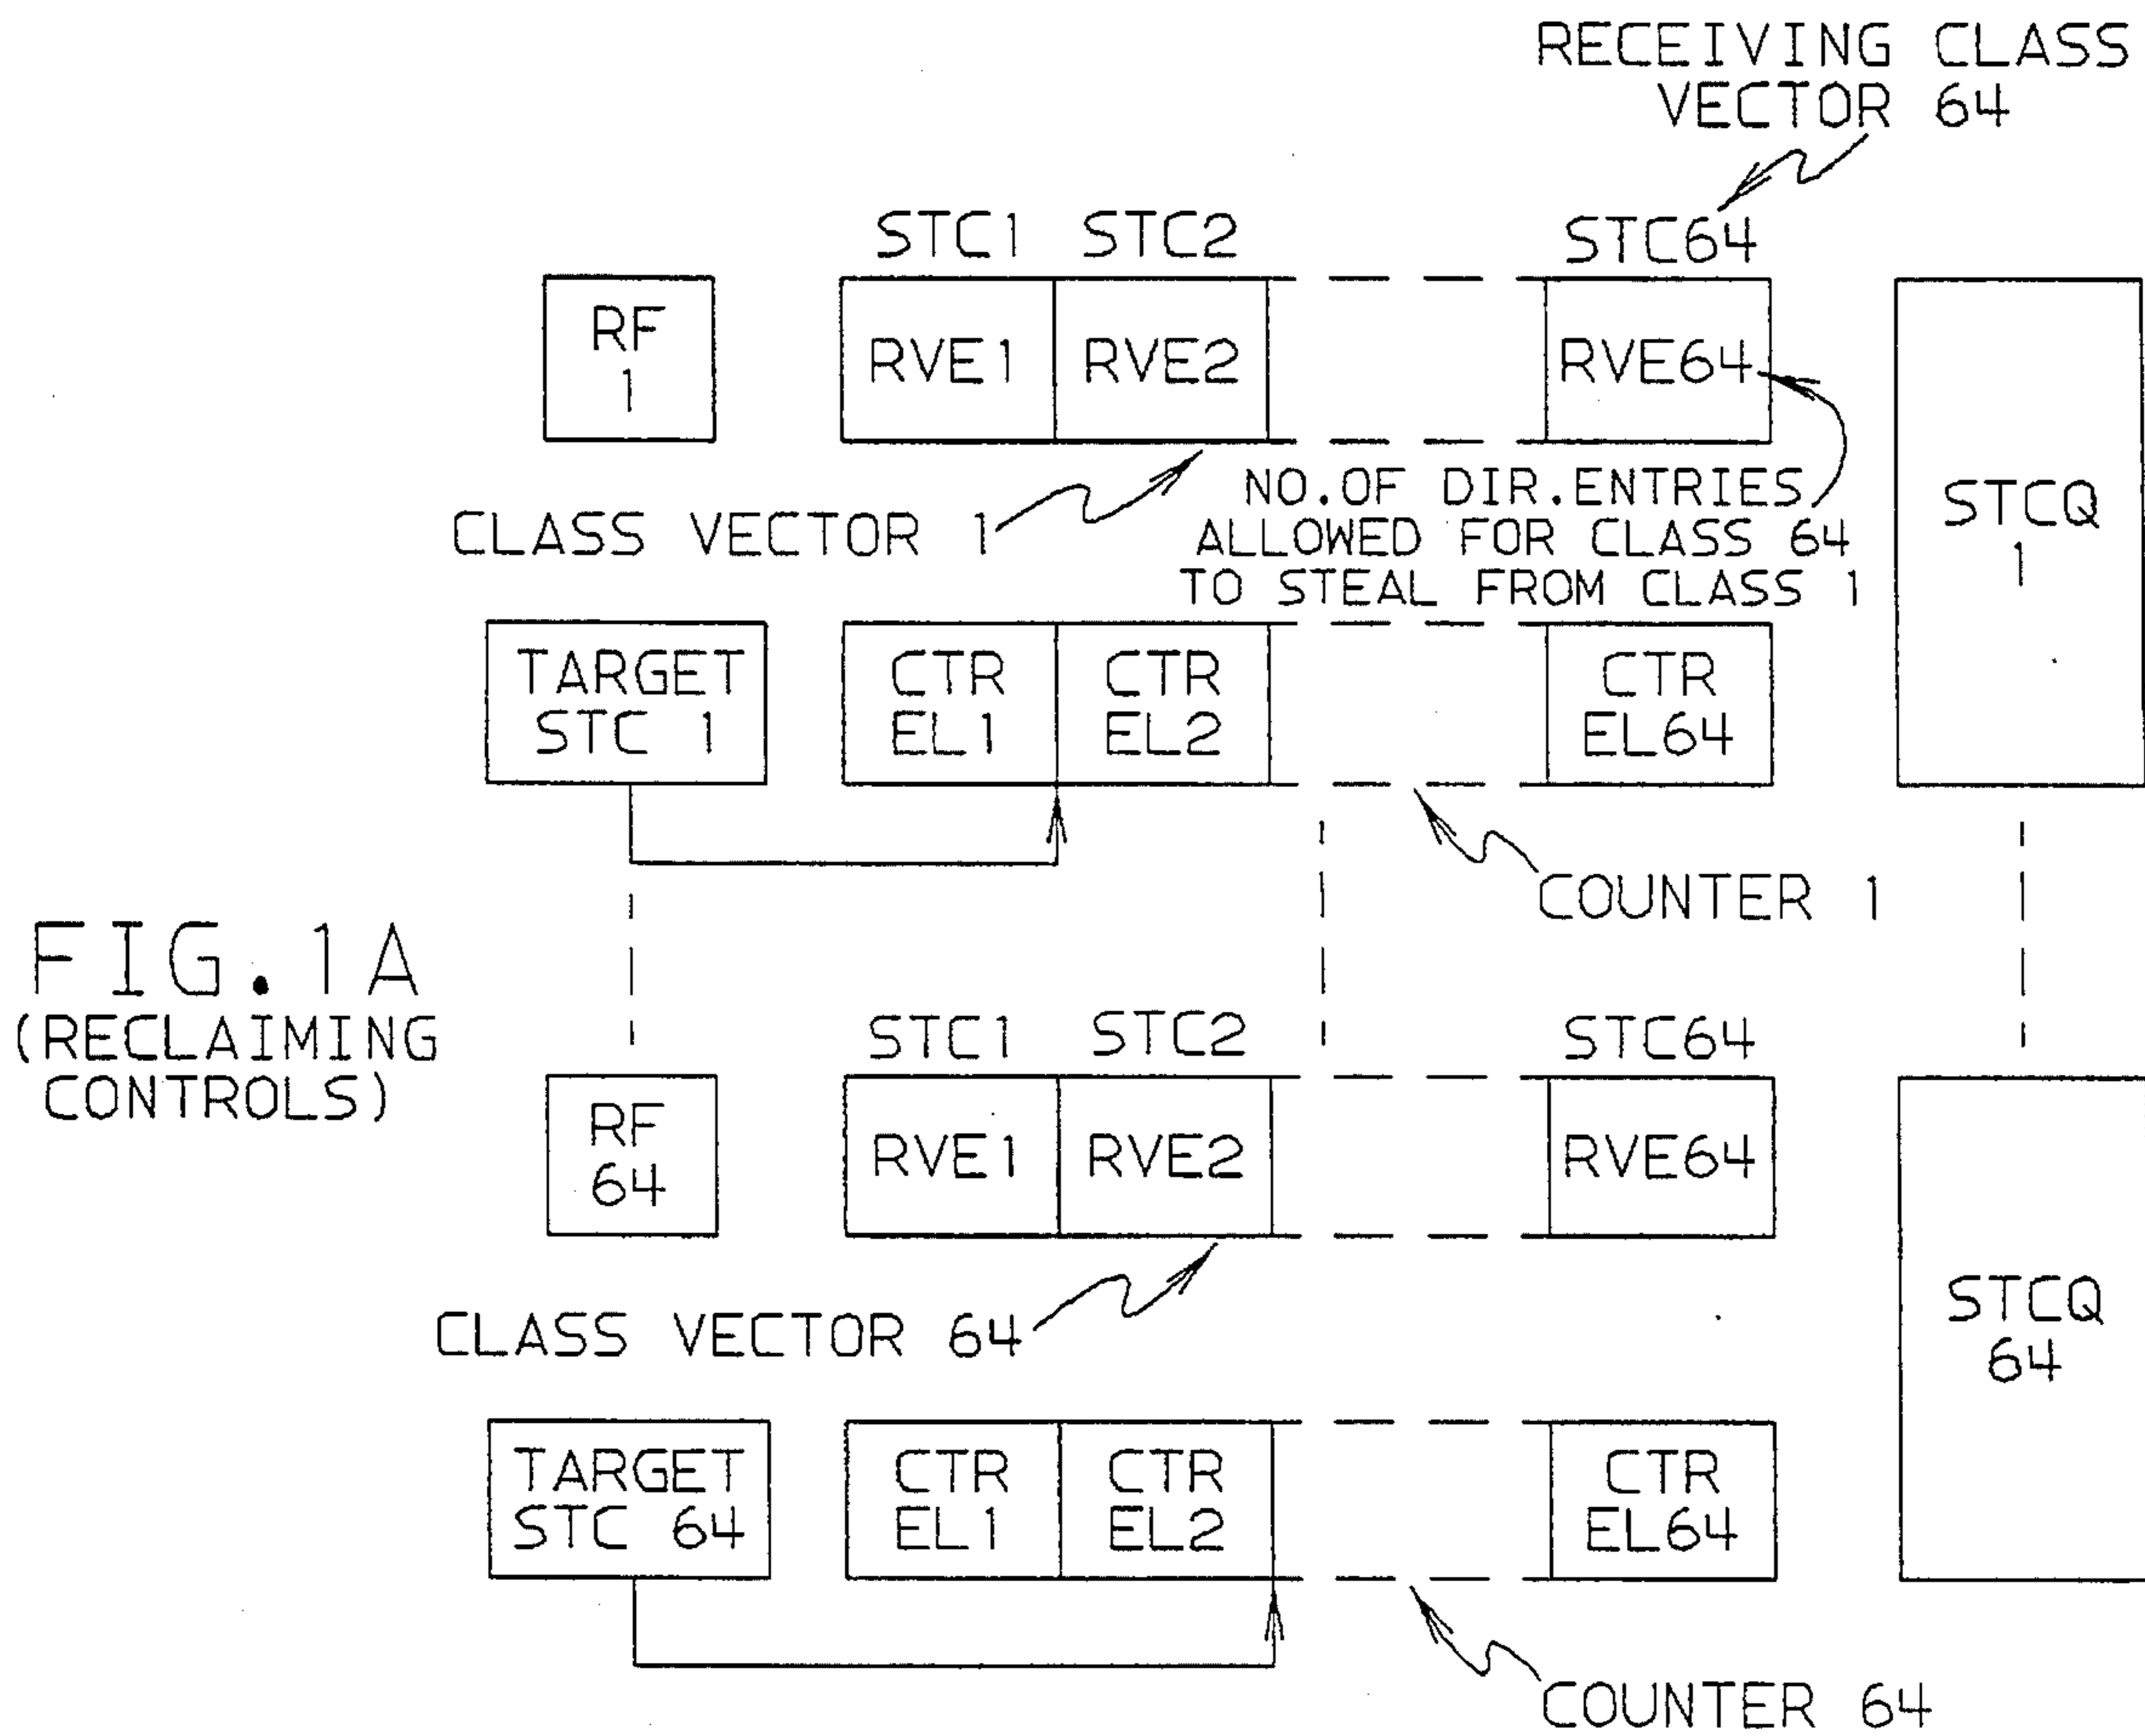 RECEIVING CLASS
VECTOR 64
STC1 STC2 STC64
RF
1
RVE1 RVE2 RVE64
STCQ
1
CLASS VECTOR 1
NO.OF DIR.ENTRIES
ALLOWED FOR CLASS 64
TO STEAL FROM CLASS 1
TARGET
STC 1
CTR
EL1
CTR
EL2
CTR
EL64
COUNTER 1
FIG.1A
(RECLAIMING
CONTROLS)
STC1 STC2 STC64
RF
64
RVE1 RVE2 RVE64
STCQ
64
CLASS VECTOR 64
TARGET
STC 64
CTR
EL1
CTR
EL2
CTR
EL64
COUNTER 64